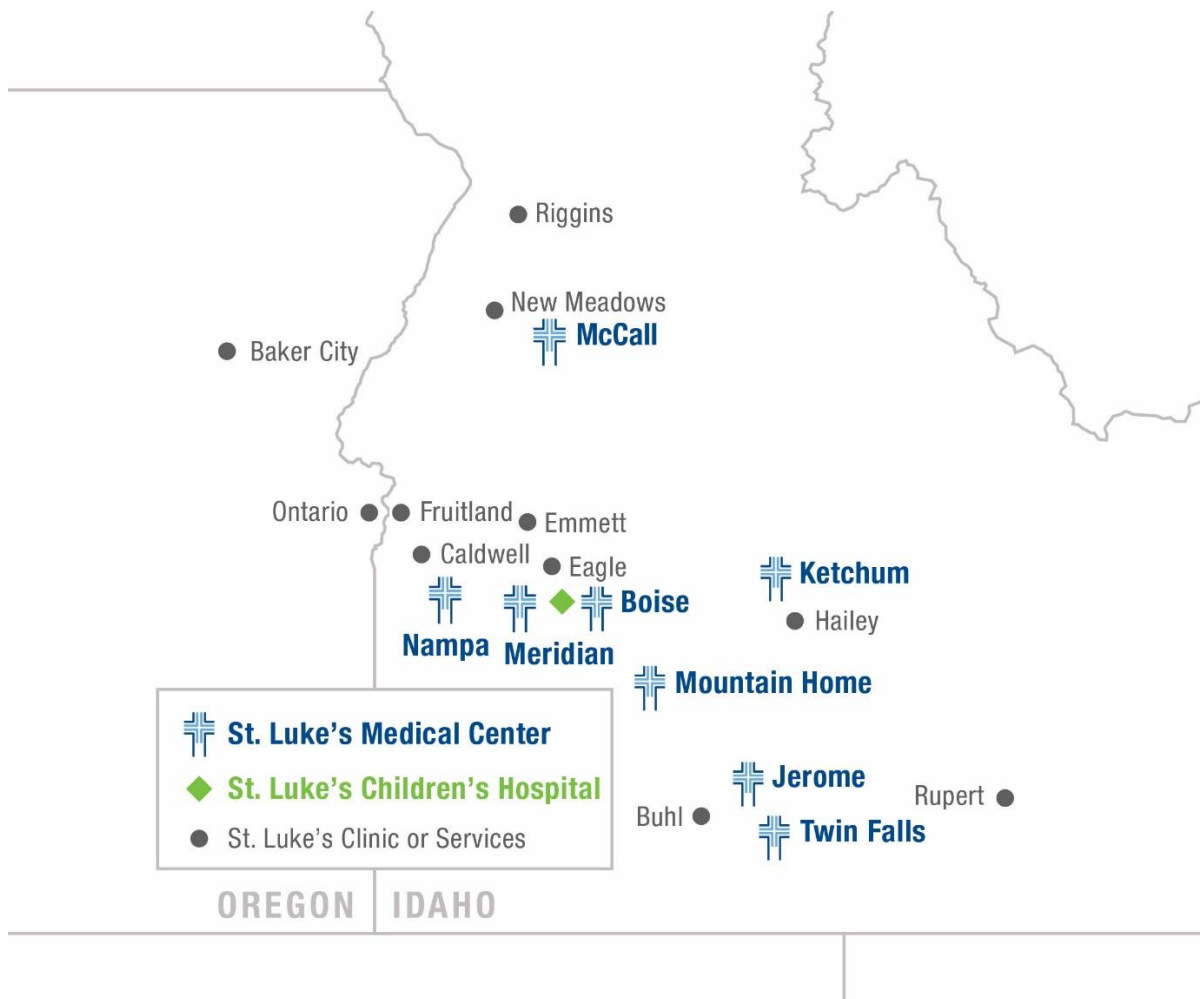 Riggins
New Meadows
McCall
Baker City
Ontario
Fruitland
Emmett
Caldwell
Eagle
Ketchum
Boise
Hailey
Nampa
Meridian
Mountain Home
St. Luke’s Medical Center
St. Luke’s Children’s Hospital
St. Luke’s Clinic or Services
Jerome
Rupert
Buhl
Twin Falls
OREGON
IDAHO